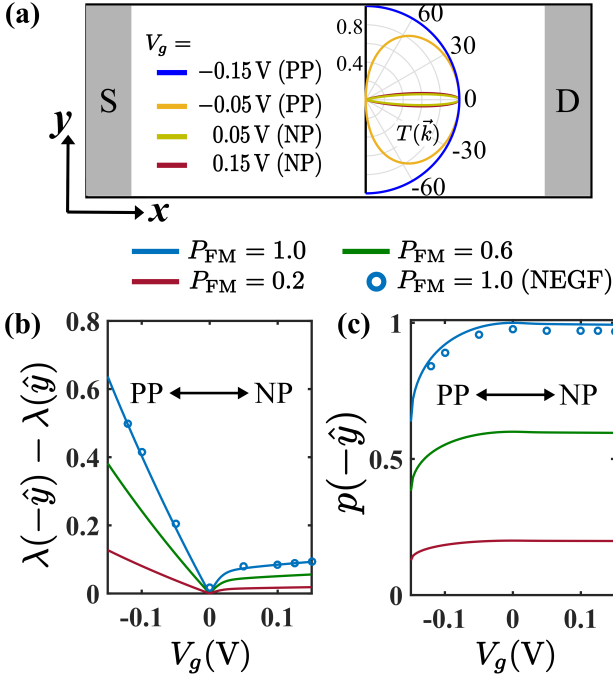 (a)
V_g =
−0.15 V (PP)
−0.05 V (PP)
0.05 V (NP)
0.15 V (NP)
S
D
y
x
0.8
0.4
60
30
0
-30
-60
T(k⃗)
P_FM = 1.0
P_FM = 0.6
P_FM = 0.2
P_FM = 1.0 (NEGF)
(b)
λ(−ŷ) − λ(ŷ)
0.8
0.6
0.4
0.2
0
PP
NP
-0.1
0
0.1
V_g(V)
(c)
p(−ŷ)
1
0.5
0
PP
NP
-0.1
0
0.1
V_g(V)